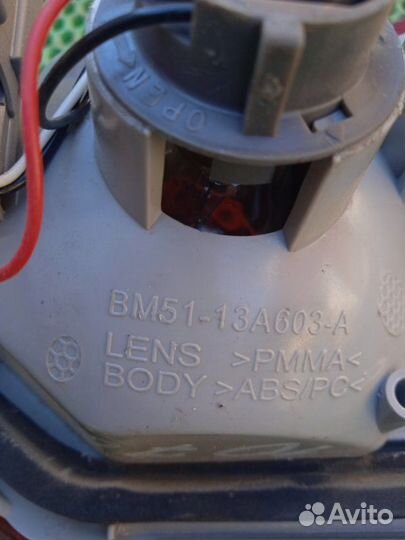 OPEN
BM51-13A603-A
LENS >PMMA<
BODY >ABS/PC<
Avito